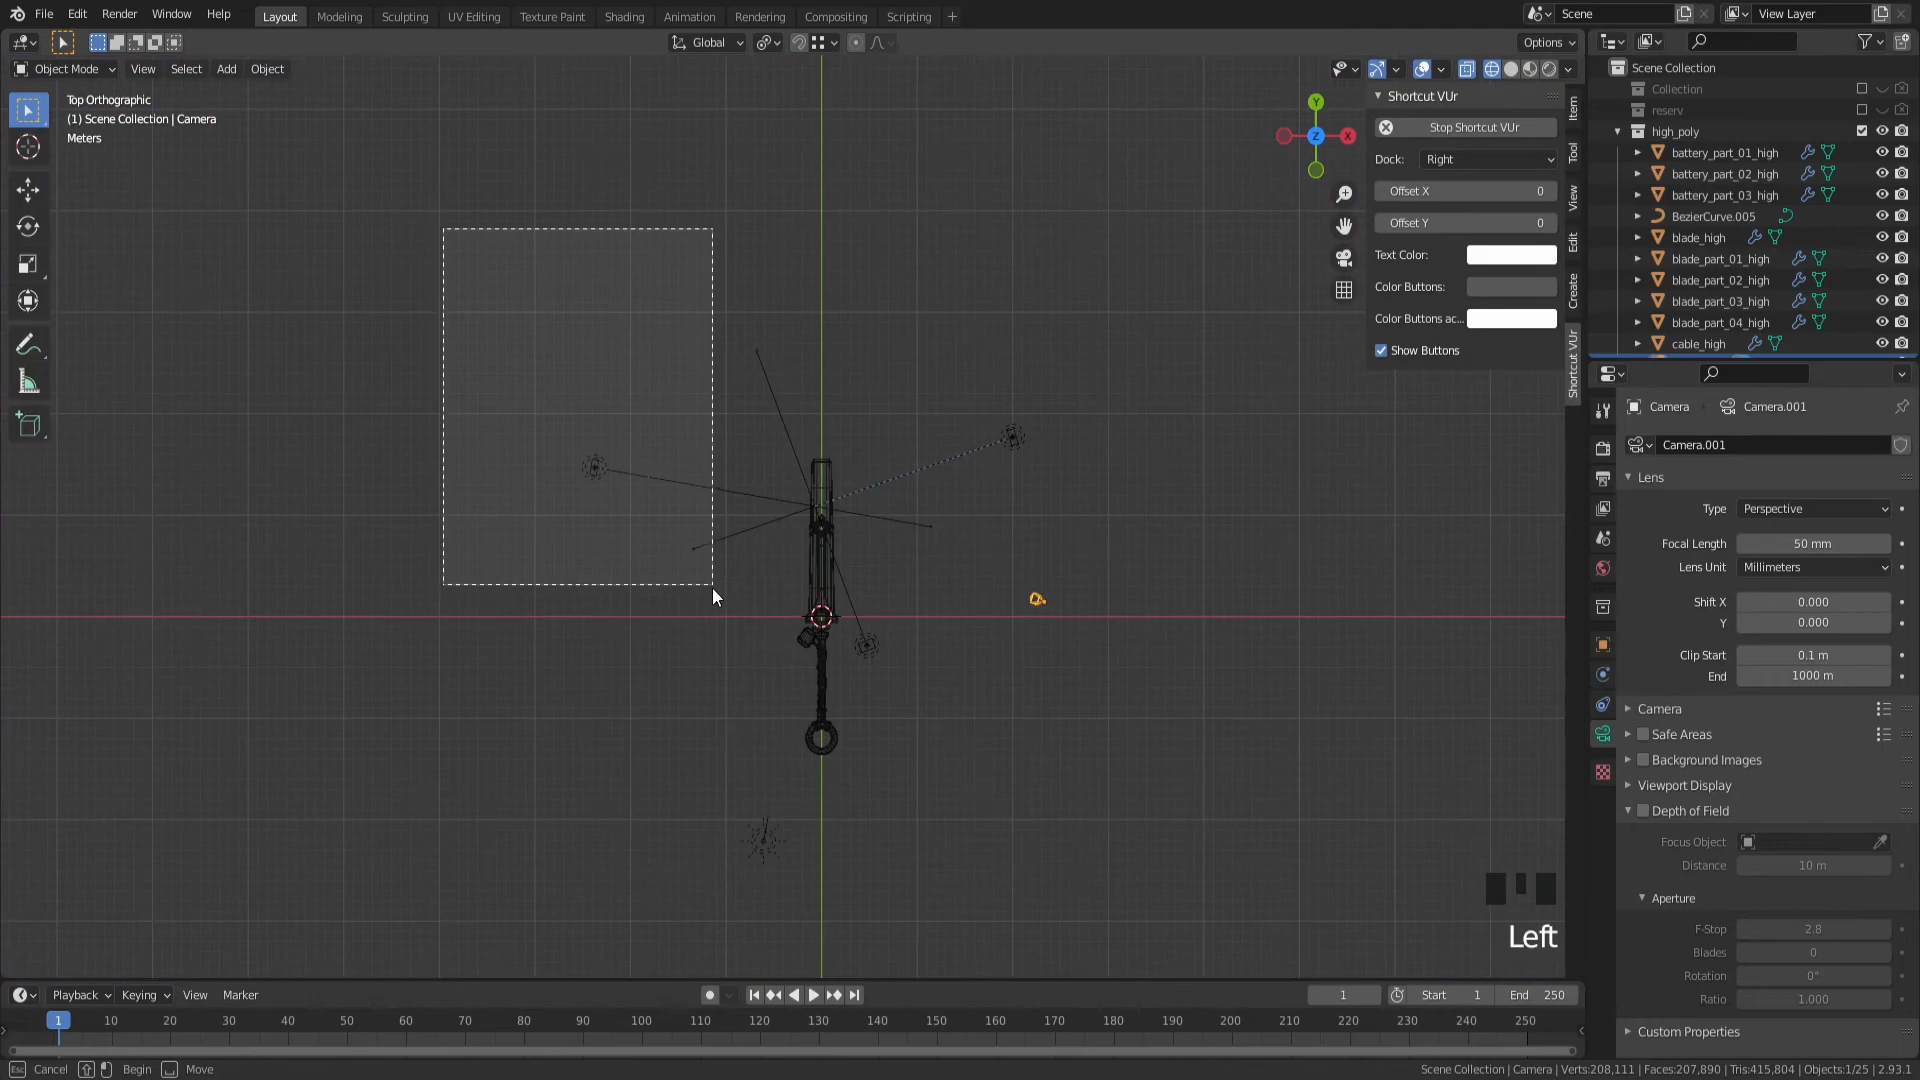 File Edit Render Window Help Layout Modeling Sculpting UV Editing Texture Paint Shading Animation Rendering Compositing Scripting + Scene View Layer
Global Options
Object Mode View Select Add Object
Top Orthographic
(1) Scene Collection | Camera
Meters
Y
Z
X
Shortcut VUr
Stop Shortcut VUr
Dock: Right
Offset X 0
Offset Y 0
Text Color:
Color Buttons:
Color Buttons ac...
Show Buttons
Item
Tool
View
Edit
Create
Shortcut VUr
Scene Collection
Collection
reserv
high_poly
battery_part_01_high
battery_part_02_high
battery_part_03_high
BezierCurve.005
blade_high
blade_part_01_high
blade_part_02_high
blade_part_03_high
blade_part_04_high
cable_high
Camera Camera.001
Camera.001
Lens
Type Perspective
Focal Length 50 mm
Lens Unit Millimeters
Shift X 0.000
Y 0.000
Clip Start 0.1 m
End 1000 m
Camera
Safe Areas
Background Images
Viewport Display
Depth of Field
Focus Object
Distance 10 m
Aperture
F-Stop 2.8
Blades 0
Rotation 0°
Ratio 1.000
Custom Properties
Left
Playback Keying View Marker 1 Start 1 End 250
1 10 20 30 40 50 60 70 80 90 100 110 120 130 140 150 160 170 180 190 200 210 220 230 240 250
Esc Cancel Begin Move Scene Collection | Camera | Verts:208,111 | Faces:207,890 | Tris:415,804 | Objects:1/25 | 2.93.1